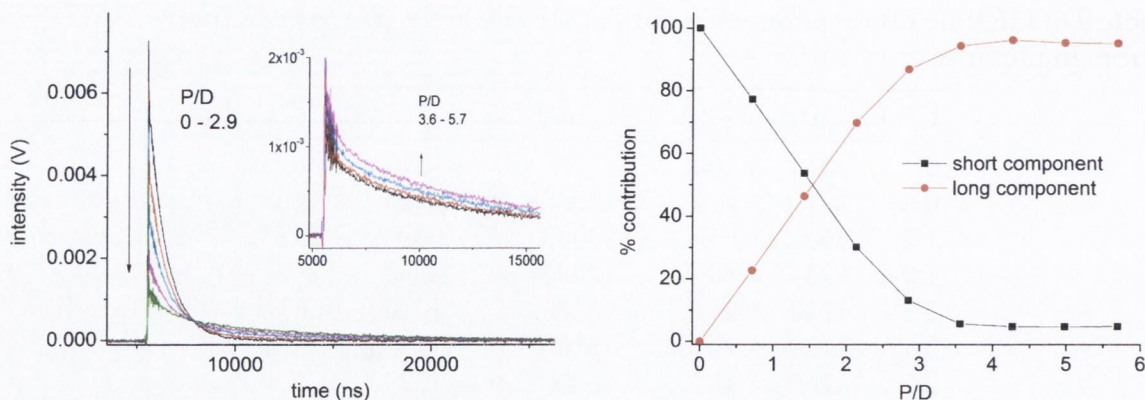 0.006
0.004
0.002
0.000
intensity (V)
10000
20000
time (ns)
P/D
0 - 2.9
2x10⁻³
1x10⁻³
0
5000
10000
15000
P/D
3.6 - 5.7
100
80
60
40
20
0
% contribution
0
1
2
3
4
5
6
P/D
short component
long component